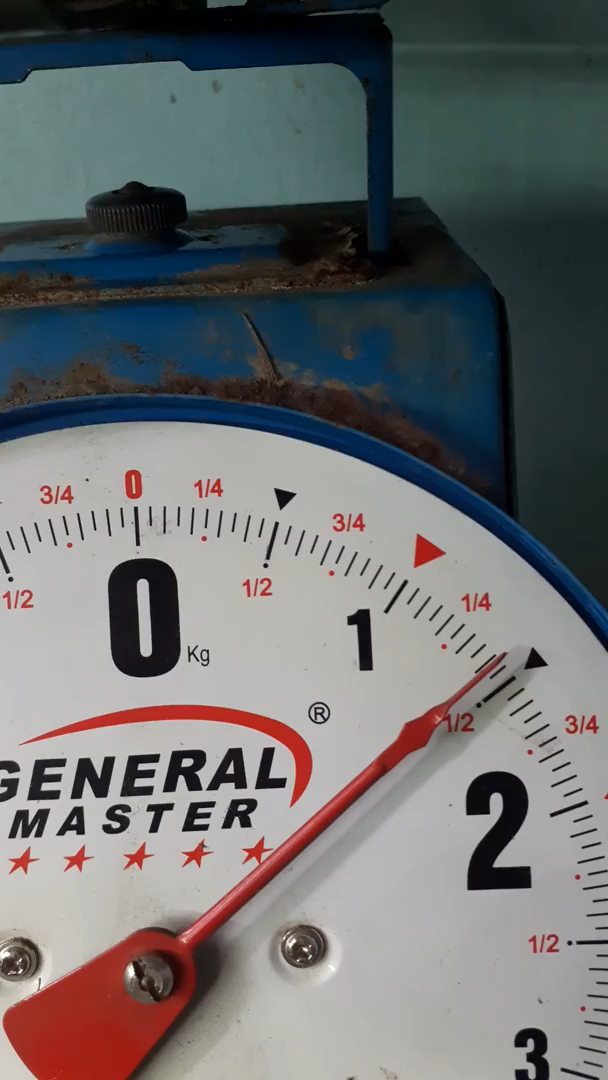 3/4 0 1/4 3/4
1/2 1/2 1/4
0 Kg 1
1/2 3/4
®
GENERAL
MASTER
2
1/2
3